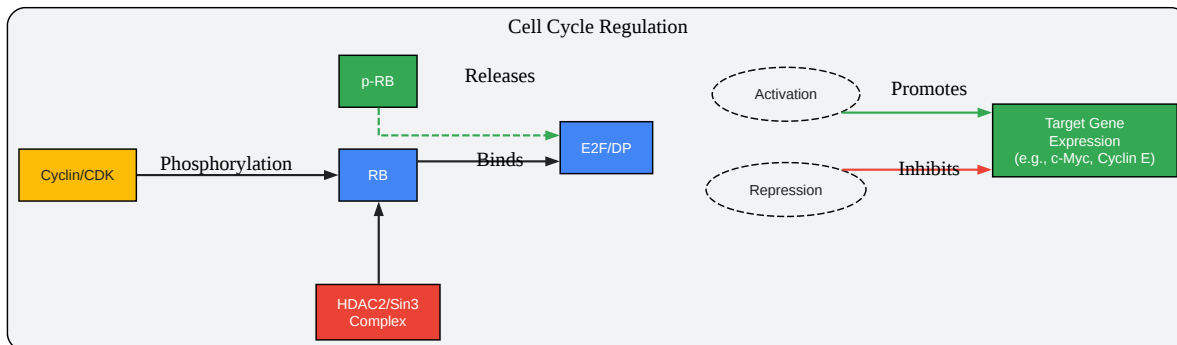 Cell Cycle Regulation
p-RB
Releases
Activation
Promotes
Target Gene
Expression
(e.g., c-Myc, Cyclin E)
E2F/DP
Cyclin/CDK
Phosphorylation
RB
Binds
Repression
Inhibits
HDAC2/Sin3
Complex